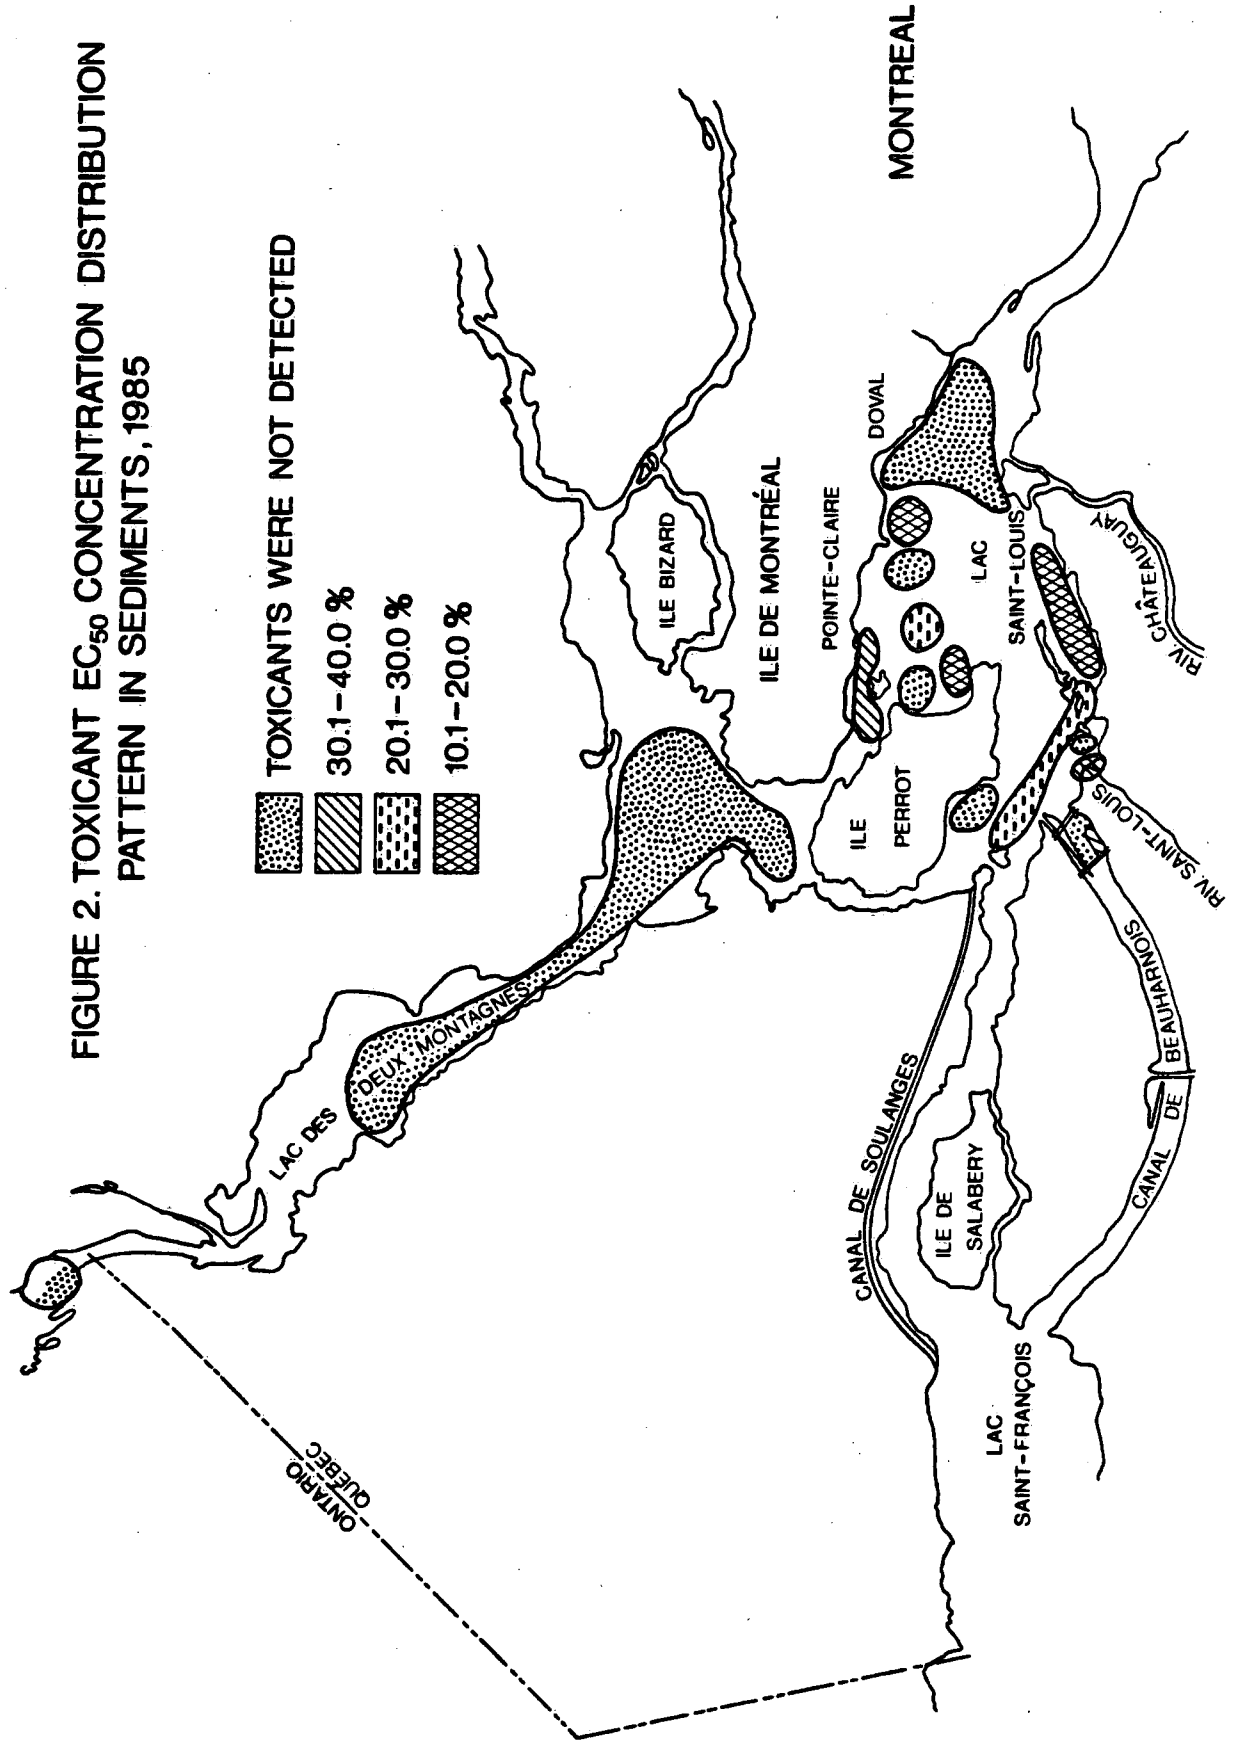 FIGURE 2. TOXICANT EC50 CONCENTRATION DISTRIBUTION
PATTERN IN SEDIMENTS, 1985
TOXICANTS WERE NOT DETECTED
30.1-40.0 %
20.1-30.0 %
10.1-20.0 %
LAC DES
DEUX MONTAGNES
ONTARIO
QUÉBEC
ILE BIZARD
ILE DE MONTRÉAL
MONTREAL
POINTE-CLAIRE
DOVAL
ILE
PERROT
LAC
SAINT-LOUIS
CANAL DE SOULANGES
ILE DE
SALABERY
LAC
SAINT-FRANÇOIS
CANAL DE BEAUHARNOIS
RIV. SAINT-LOUIS
RIV. CHÂTEAUGUAY